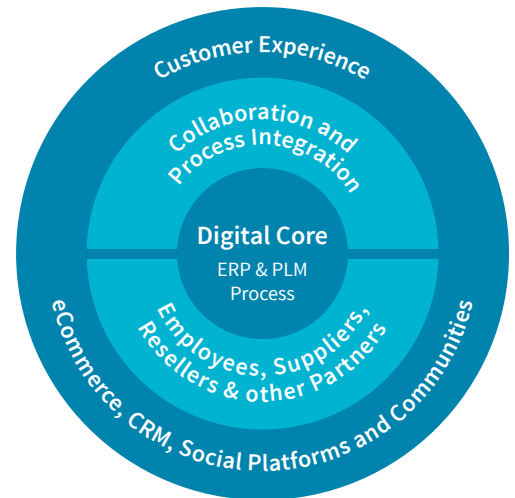 Customer Experience
Collaboration and
Process Integration
Digital Core
ERP & PLM
Process
Employees, Suppliers,
Resellers & other Partners
eCommerce, CRM, Social Platforms and Communities